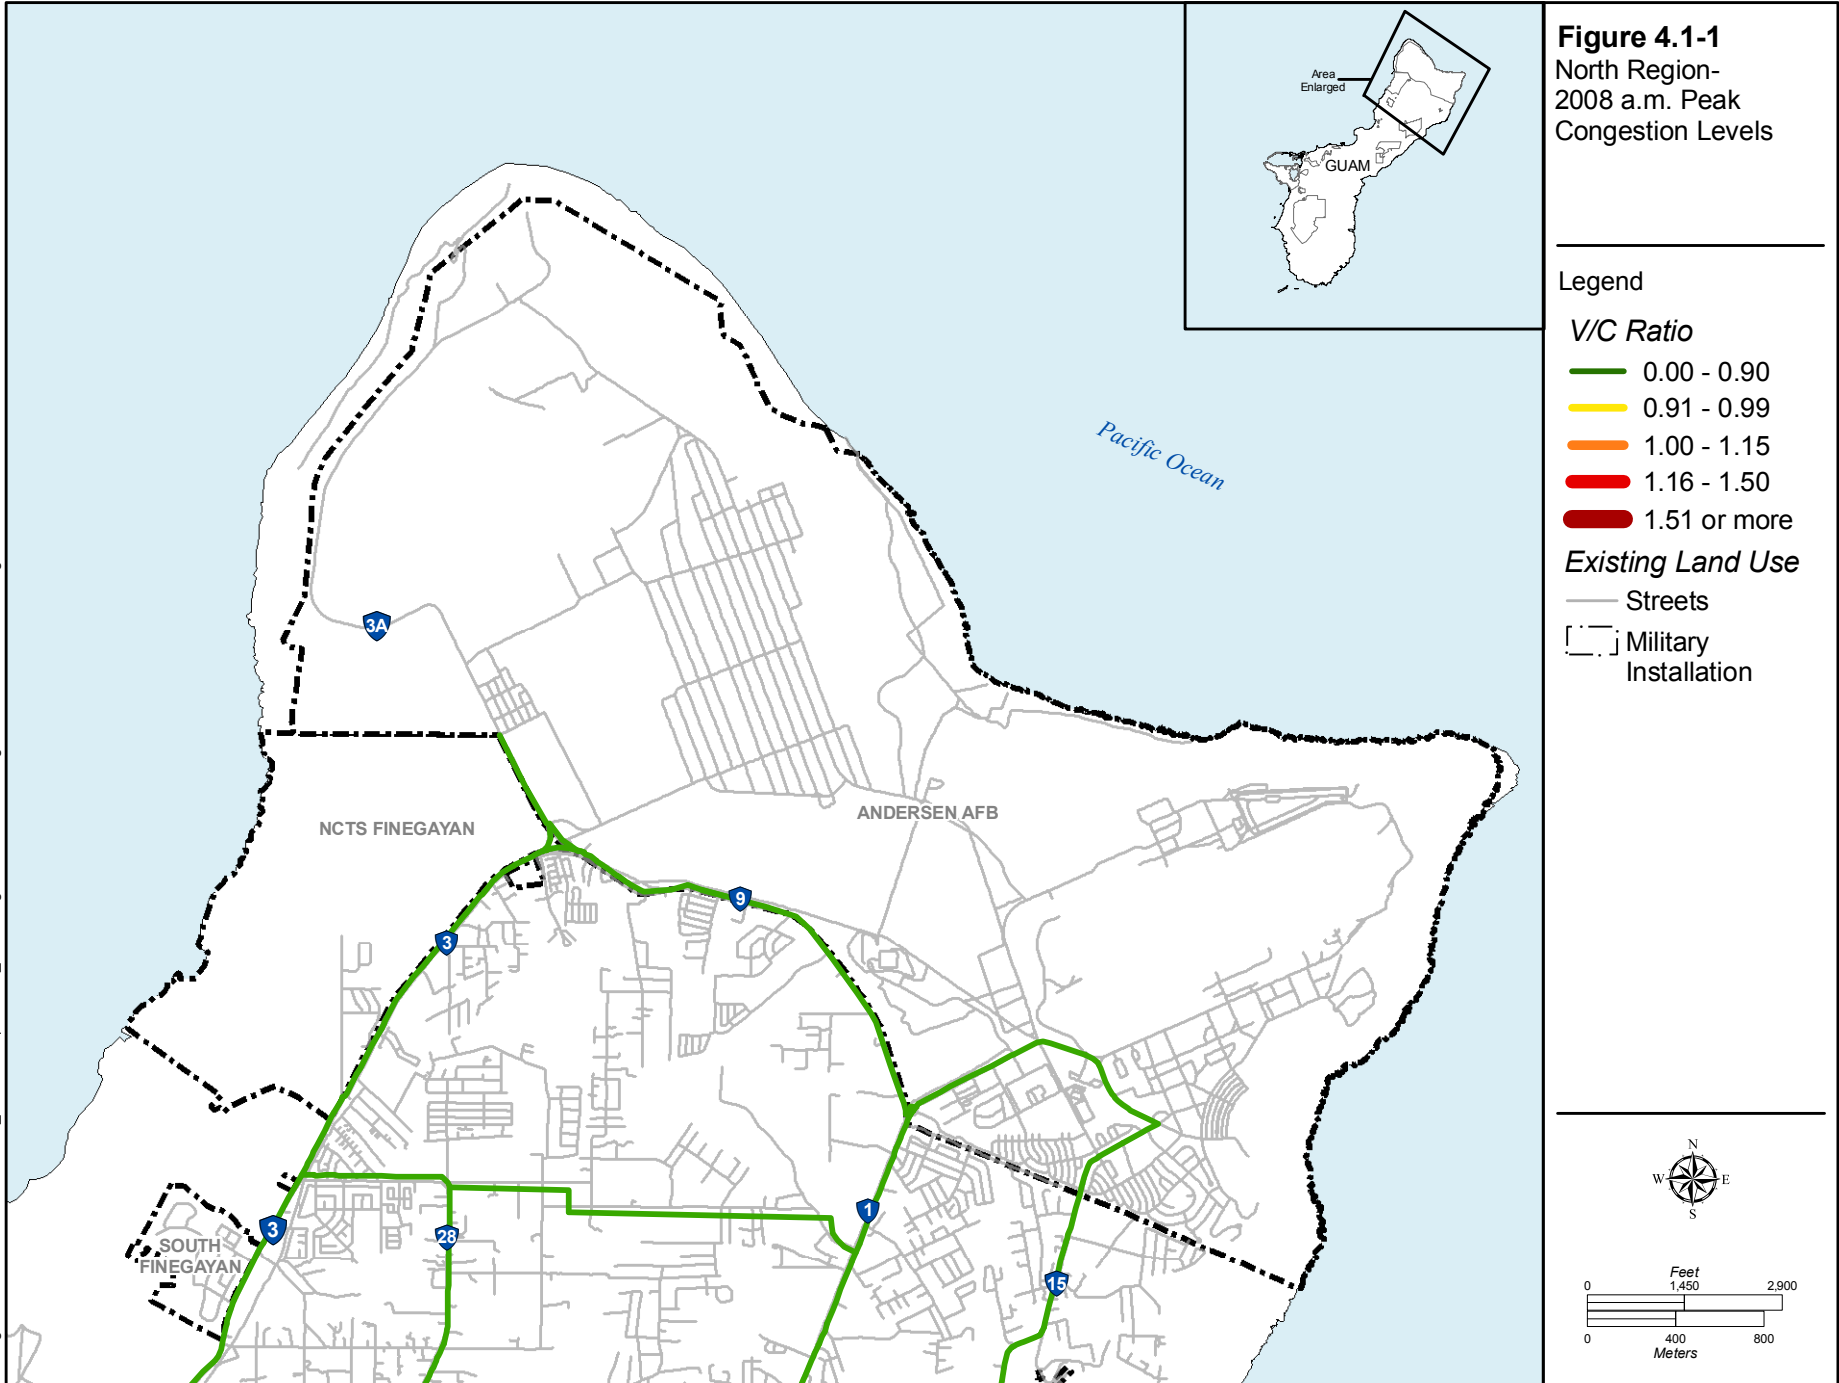 Figure 4.1-1
North Region-
2008 a.m. Peak
Congestion Levels
Area
Enlarged
GUAM
Legend
V/C Ratio
0.00 - 0.90
0.91 - 0.99
1.00 - 1.15
1.16 - 1.50
1.51 or more
Existing Land Use
Streets
Military
Installation
Pacific Ocean
3A
NCTS FINEGAYAN
ANDERSEN AFB
9
3
1
3
28
SOUTH
FINEGAYAN
15
N
W E
S
Feet
0 1,450 2,900
0 400 800
Meters